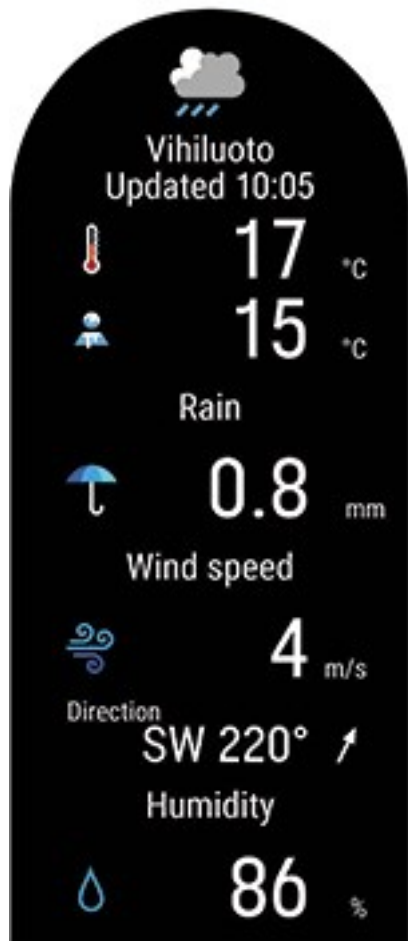 Vihiluoto
Updated 10:05
17 °C
15 °C
Rain
0.8 mm
Wind speed
4 m/s
Direction
SW 220°
Humidity
86 %